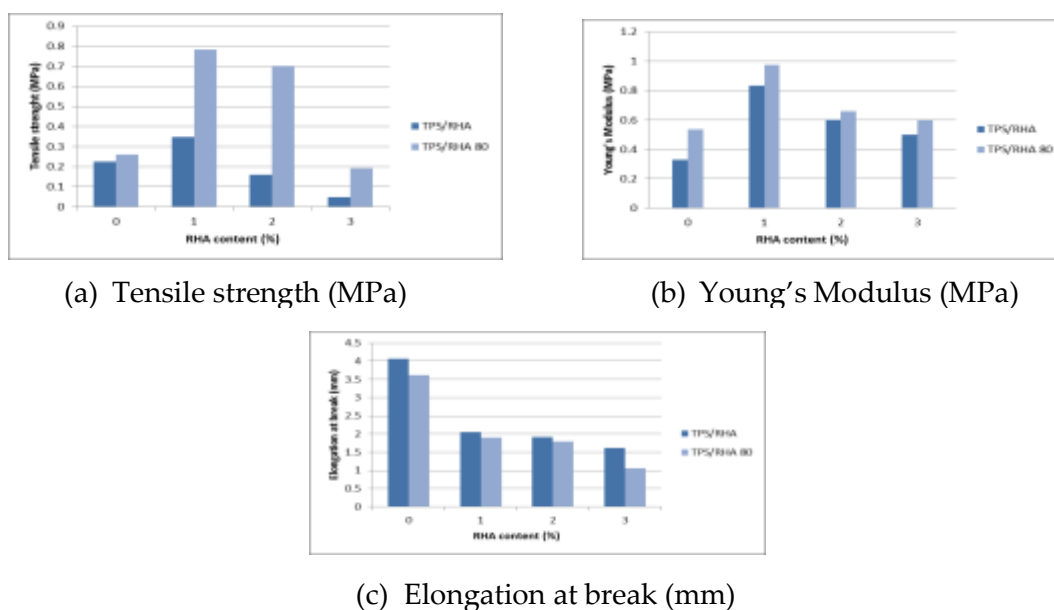 0.9
0.8
0.7
0.6
0.5
0.4
0.3
0.2
0.1
0
Tensile strenght (MPa)
0 1 2 3
RHA content (%)
TPS/RHA
TPS/RHA 80
1.2
1
0.8
0.6
0.4
0.2
0
Young's Modulus (MPa)
0 1 2 3
RHA content (%)
TPS/RHA
TPS/RHA 80
(a) Tensile strength (MPa)
(b) Young’s Modulus (MPa)
4.5
4
3.5
3
2.5
2
1.5
1
0.5
0
Elongation at break (mm)
0 1 2 3
RHA content (%)
TPS/RHA
TPS/RHA 80
(c) Elongation at break (mm)